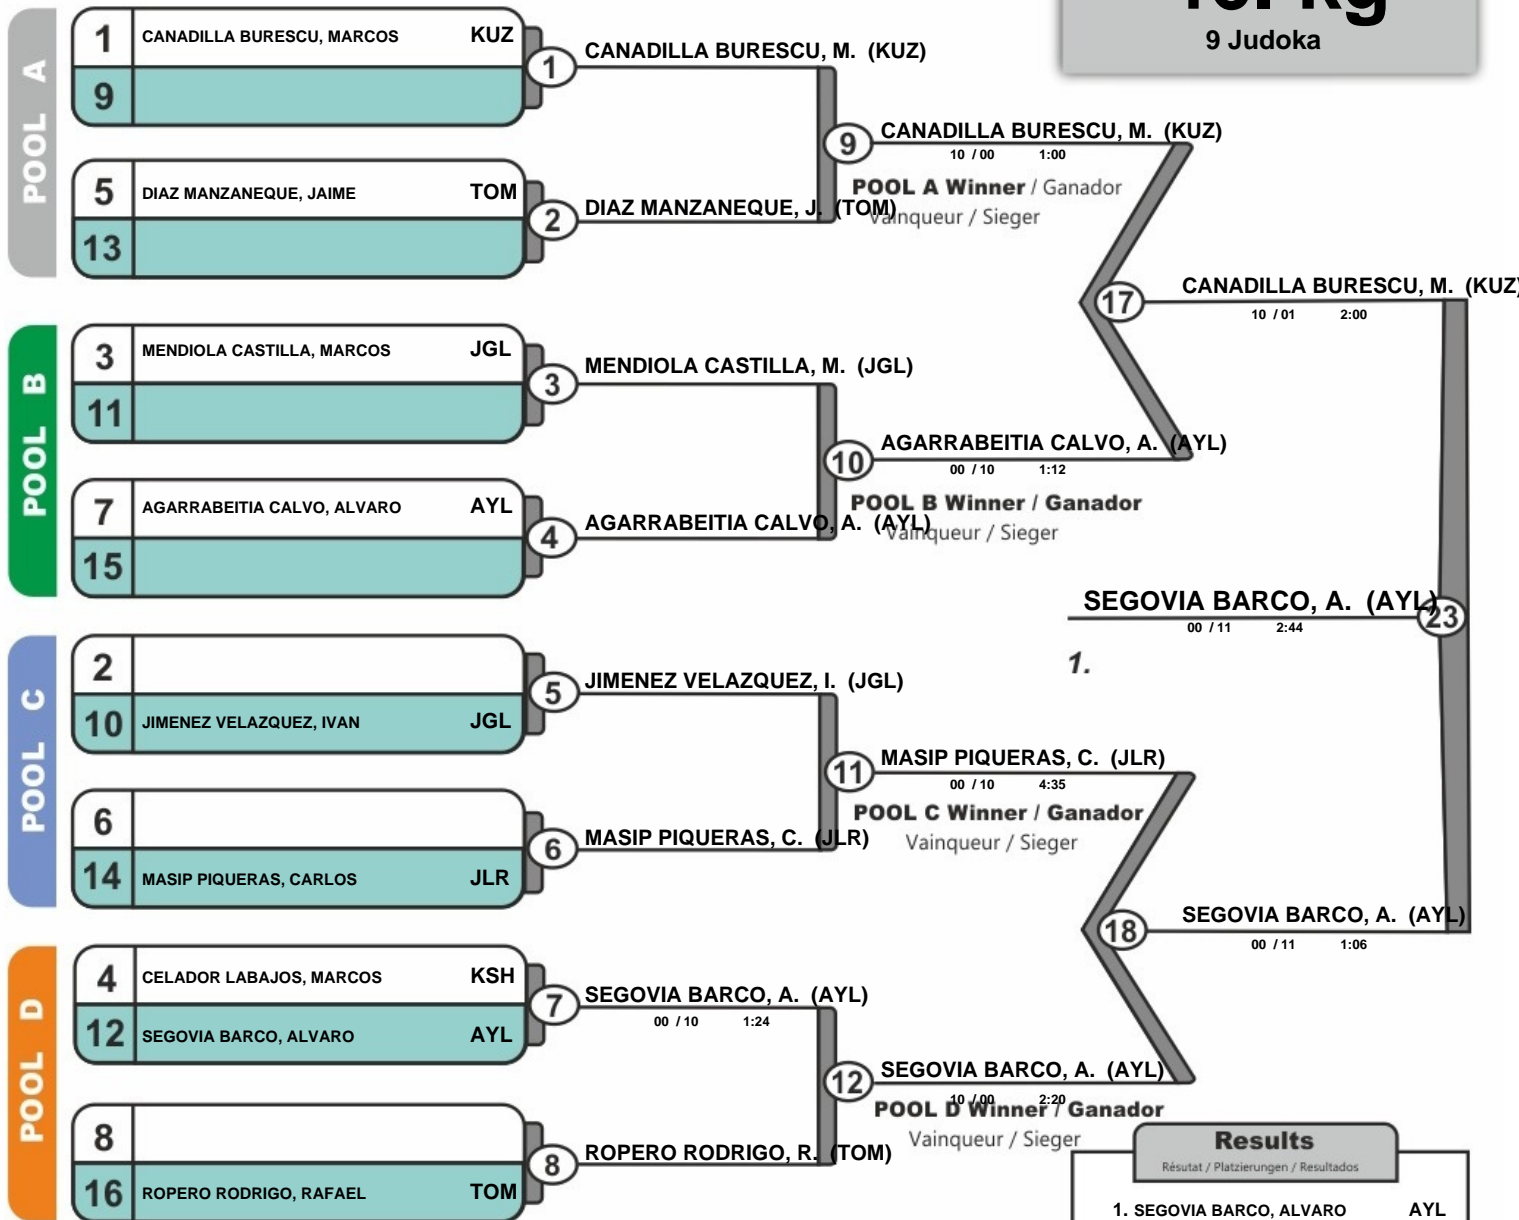 kg
9 Judoka
POOL A
1 CANADILLA BURESCU, MARCOS KUZ
9
1 CANADILLA BURESCU, M. (KUZ)
5 DIAZ MANZANEQUE, JAIME TOM
13
2 DIAZ MANZANEQUE, J. (TOM)
9 CANADILLA BURESCU, M. (KUZ)
10 / 00 1:00
POOL A Winner / Ganador
Vainqueur / Sieger
POOL B
3 MENDIOLA CASTILLA, MARCOS JGL
11
3 MENDIOLA CASTILLA, M. (JGL)
7 AGARRABEITIA CALVO, ALVARO AYL
15
4 AGARRABEITIA CALVO, A. (AYL)
10 AGARRABEITIA CALVO, A. (AYL)
00 / 10 1:12
POOL B Winner / Ganador
Vainqueur / Sieger
17 CANADILLA BURESCU, M. (KUZ)
10 / 01 2:00
POOL C
2
10 JIMENEZ VELAZQUEZ, IVAN JGL
5 JIMENEZ VELAZQUEZ, I. (JGL)
6
14 MASIP PIQUERAS, CARLOS JLR
6 MASIP PIQUERAS, C. (JLR)
11 MASIP PIQUERAS, C. (JLR)
00 / 10 4:35
POOL C Winner / Ganador
Vainqueur / Sieger
POOL D
4 CELADOR LABAJOS, MARCOS KSH
12 SEGOVIA BARCO, ALVARO AYL
7 SEGOVIA BARCO, A. (AYL)
00 / 10 1:24
8
16 ROPERO RODRIGO, RAFAEL TOM
8 ROPERO RODRIGO, R. (TOM)
12 SEGOVIA BARCO, A. (AYL)
10 / 00 2:20
POOL D Winner / Ganador
Vainqueur / Sieger
18 SEGOVIA BARCO, A. (AYL)
00 / 11 1:06
SEGOVIA BARCO, A. (AYL) 23
00 / 11 2:44
1.
Results
Résutat / Platzierungen / Resultados
1. SEGOVIA BARCO, ALVARO AYL